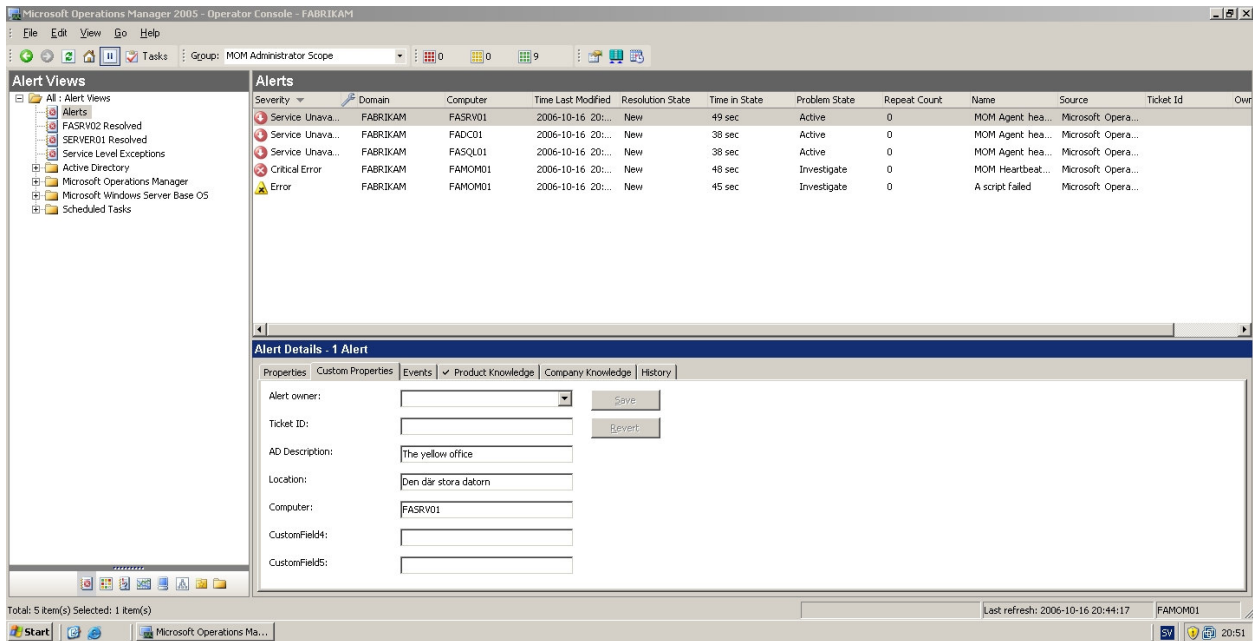 Microsoft Operations Manager 2005 - Operator Console - FABRIKAM
File Edit View Go Help
Tasks Group: MOM Administrator Scope 0 0 9
Alert Views
All : Alert Views
Alerts
FASRV02 Resolved
SERVER01 Resolved
Service Level Exceptions
Active Directory
Microsoft Operations Manager
Microsoft Windows Server Base OS
Scheduled Tasks
Alerts
Severity Domain Computer Time Last Modified Resolution State Time in State Problem State Repeat Count Name Source Ticket Id Owr
Service Unava... FABRIKAM FASRV01 2006-10-16 20:... New 49 sec Active 0 MOM Agent hea... Microsoft Opera...
Service Unava... FABRIKAM FADC01 2006-10-16 20:... New 38 sec Active 0 MOM Agent hea... Microsoft Opera...
Service Unava... FABRIKAM FASQL01 2006-10-16 20:... New 38 sec Active 0 MOM Agent hea... Microsoft Opera...
Critical Error FABRIKAM FAMOM01 2006-10-16 20:... New 48 sec Investigate 0 MOM Heartbeat... Microsoft Opera...
Error FABRIKAM FAMOM01 2006-10-16 20:... New 45 sec Investigate 0 A script failed Microsoft Opera...
Alert Details - 1 Alert
Properties Custom Properties Events Product Knowledge Company Knowledge History
Alert owner: Save
Ticket ID: Revert
AD Description: The yellow office
Location: Den där stora datorn
Computer: FASRV01
CustomField4:
CustomField5:
Total: 5 item(s) Selected: 1 item(s) Last refresh: 2006-10-16 20:44:17 FAMOM01
Start Microsoft Operations Ma... SV 20:51